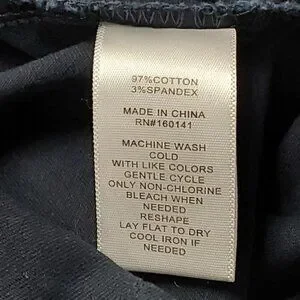 97%COTTON
3%SPANDEX
MADE IN CHINA
RN#160141
MACHINE WASH
COLD
WITH LIKE COLORS
GENTLE CYCLE
ONLY NON-CHLORINE
BLEACH WHEN
NEEDED
RESHAPE
LAY FLAT TO DRY
COOL IRON IF
NEEDED